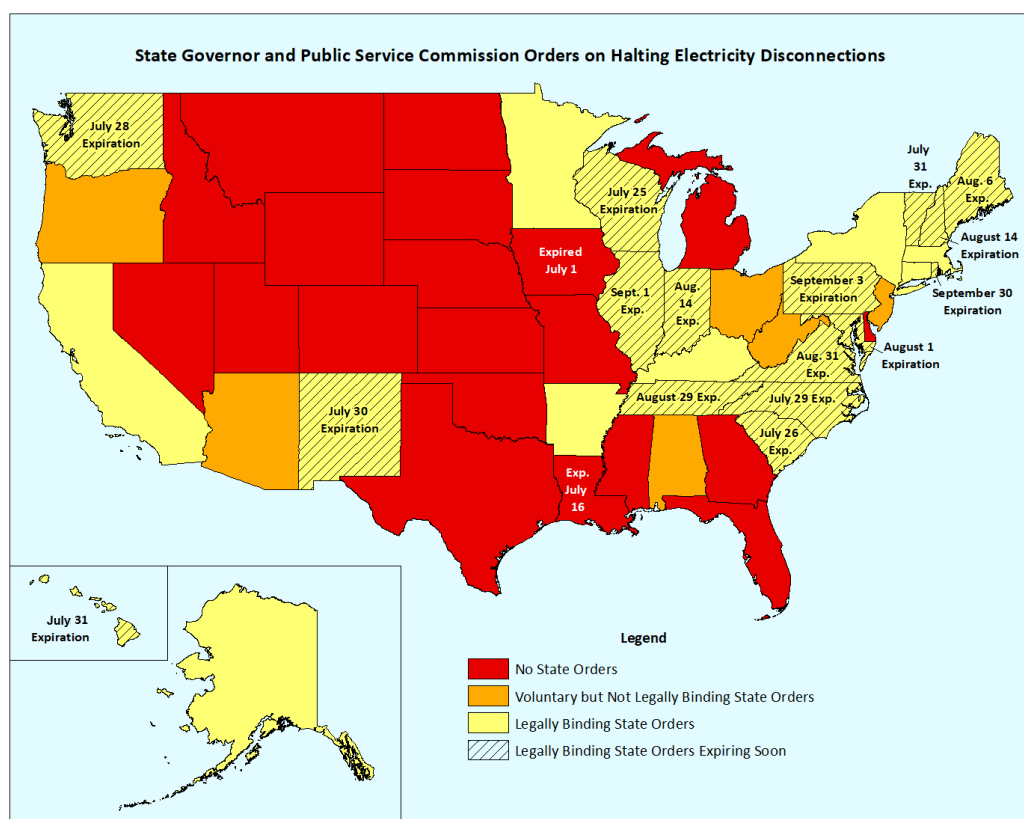 State Governor and Public Service Commission Orders on Halting Electricity Disconnections
July 28
Expiration
July 25
Expiration
July
31
Exp.
Aug. 6
Exp.
August 14
Expiration
Expired
July 1
Sept. 1
Exp.
Aug.
14
Exp.
September 3
Expiration
September 30
Expiration
August 1
Expiration
Aug. 31
Exp.
July 30
Expiration
August 29 Exp.
July 29 Exp.
July 26
Exp.
Exp.
July
16
July 31
Expiration
Legend
No State Orders
Voluntary but Not Legally Binding State Orders
Legally Binding State Orders
Legally Binding State Orders Expiring Soon